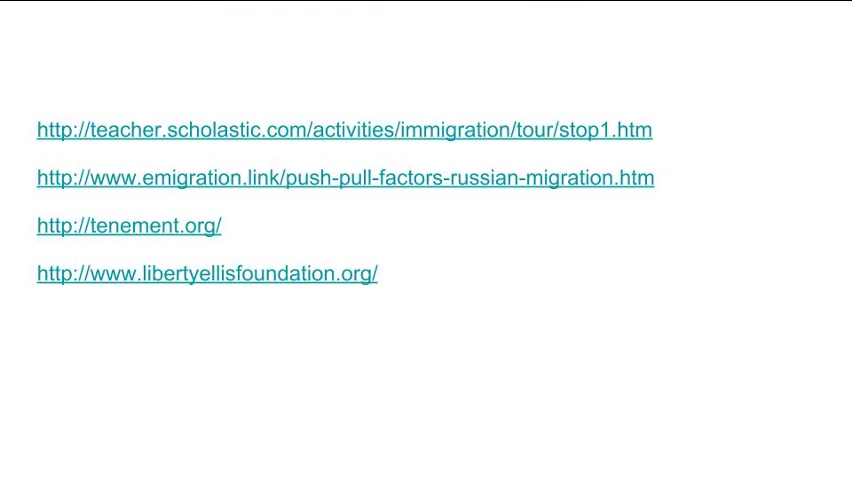 http://teacher.scholastic.com/activities/immigration/tour/stop1.htm
http://www.emigration.link/push-pull-factors-russian-migration.htm
http://tenement.org/
http://www.libertyellisfoundation.org/